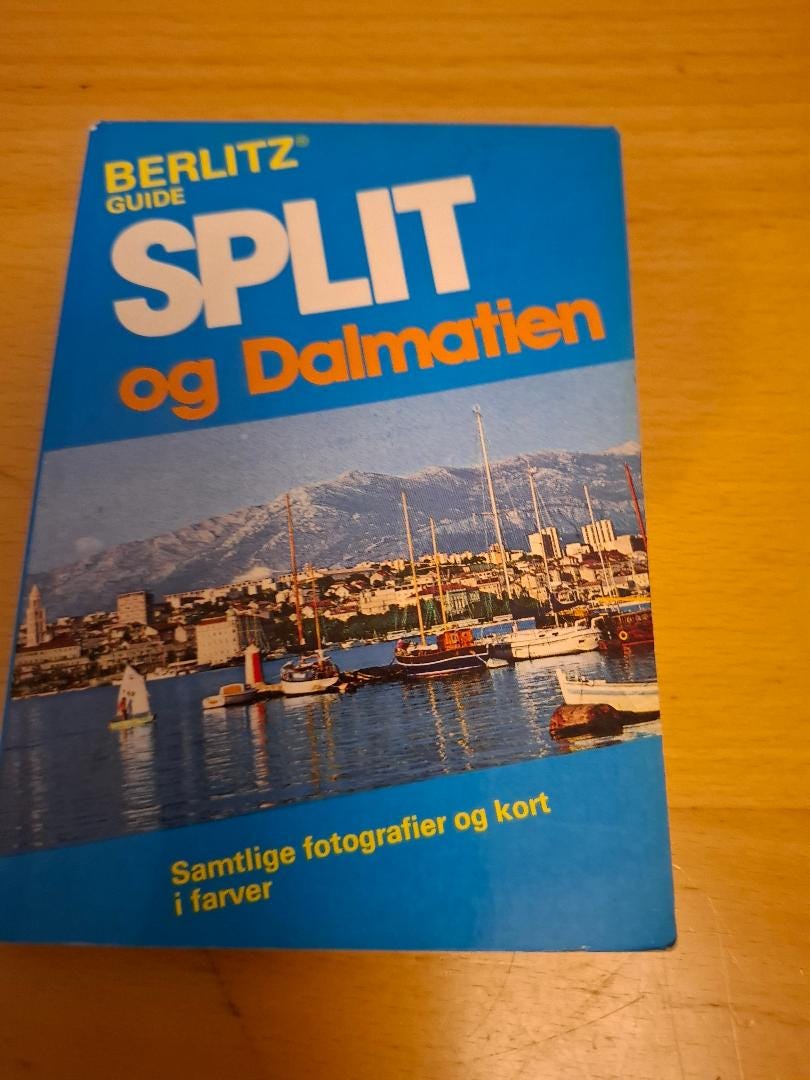 BERLITZ®
GUIDE
SPLIT
og Dalmatien
Samtlige fotografier og kort
i farver